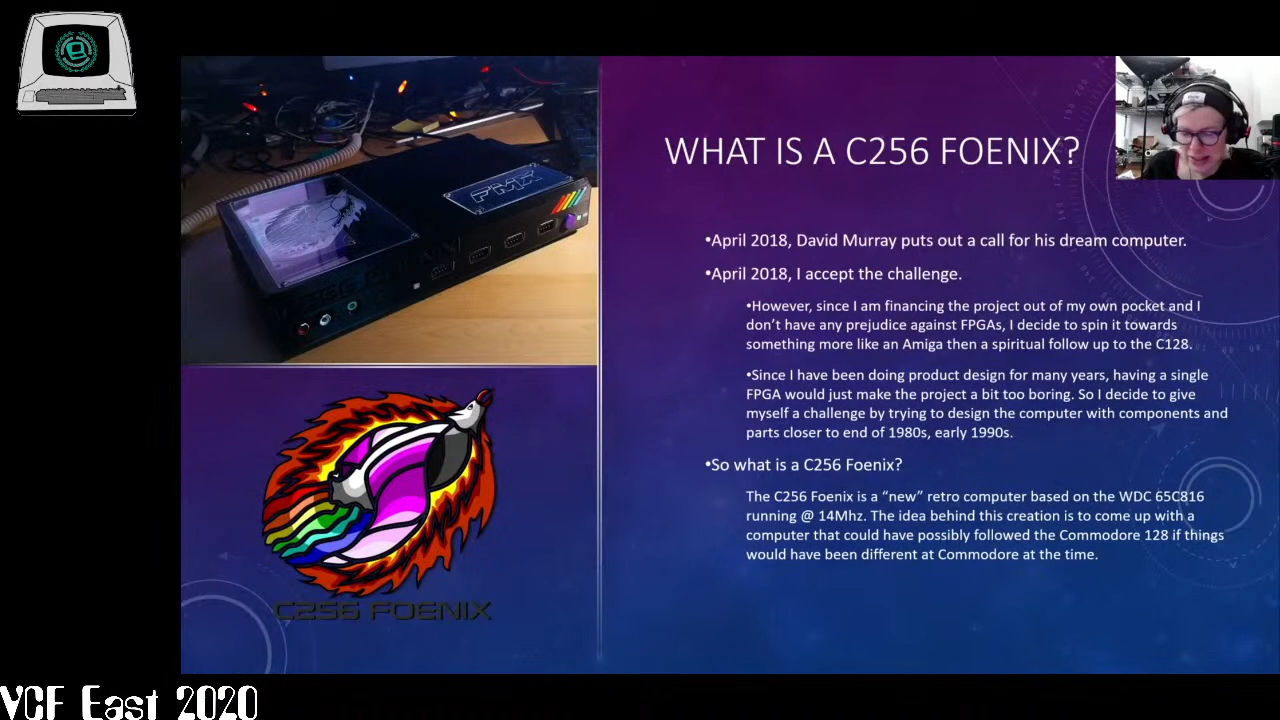 WHAT IS A C256 FOENIX?
•April 2018, David Murray puts out a call for his dream computer.
•April 2018, I accept the challenge.
•However, since I am financing the project out of my own pocket and I
don't have any prejudice against FPGAs, I decide to spin it towards
something more like an Amiga then a spiritual follow up to the C128.
•Since I have been doing product design for many years, having a single
FPGA would just make the project a bit too boring. So I decide to give
myself a challenge by trying to design the computer with components and
parts closer to end of 1980s, early 1990s.
•So what is a C256 Foenix?
The C256 Foenix is a “new” retro computer based on the WDC 65C816
running @ 14Mhz. The idea behind this creation is to come up with a
computer that could have possibly followed the Commodore 128 if things
would have been different at Commodore at the time.
FMX
C256 FOENIX
VCF East 2020